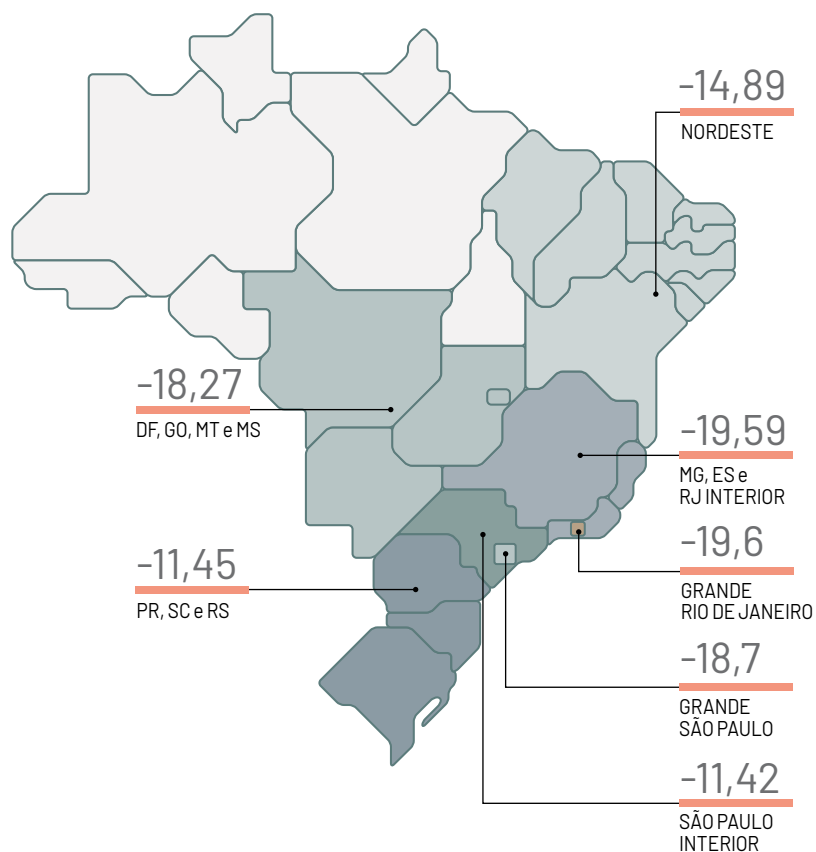 -14,89
NORDESTE
-18,27
DF, GO, MT e MS
-19,59
MG, ES e
RJ INTERIOR
-19,6
GRANDE
RIO DE JANEIRO
-11,45
PR, SC e RS
-18,7
GRANDE
SÃO PAULO
-11,42
SÃO PAULO
INTERIOR